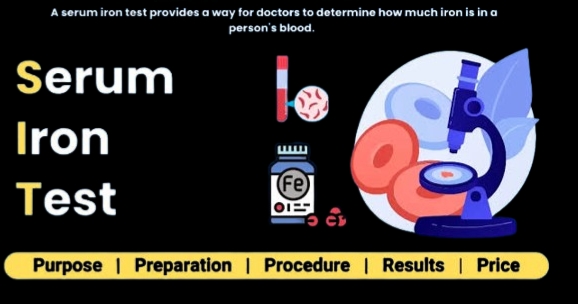 A serum iron test provides a way for doctors to determine how much iron is in a
person's blood.
Serum
Iron
Test
Fe
Purpose | Preparation | Procedure | Results | Price